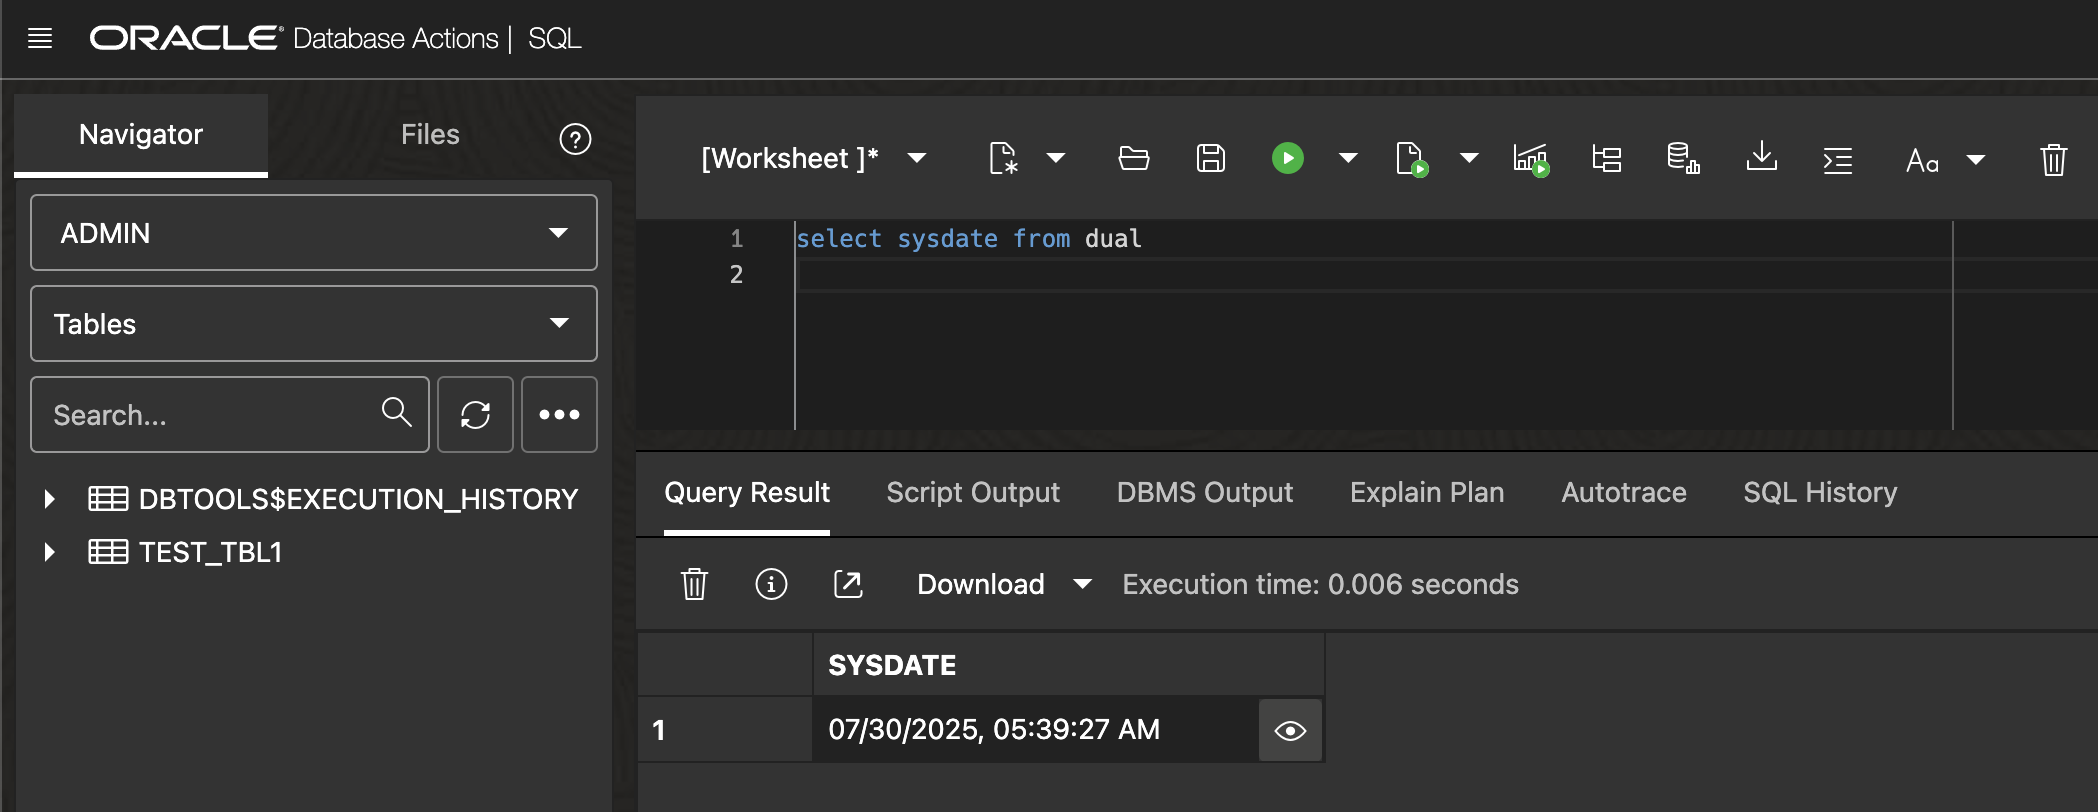 ORACLE® Database Actions | SQL
Navigator
Files
?
ADMIN
Tables
Search...
DBTOOLS$EXECUTION_HISTORY
TEST_TBL1
[Worksheet ]*
Aa
1 select sysdate from dual
2
Query Result
Script Output
DBMS Output
Explain Plan
Autotrace
SQL History
Download
Execution time: 0.006 seconds
SYSDATE
1 07/30/2025, 05:39:27 AM